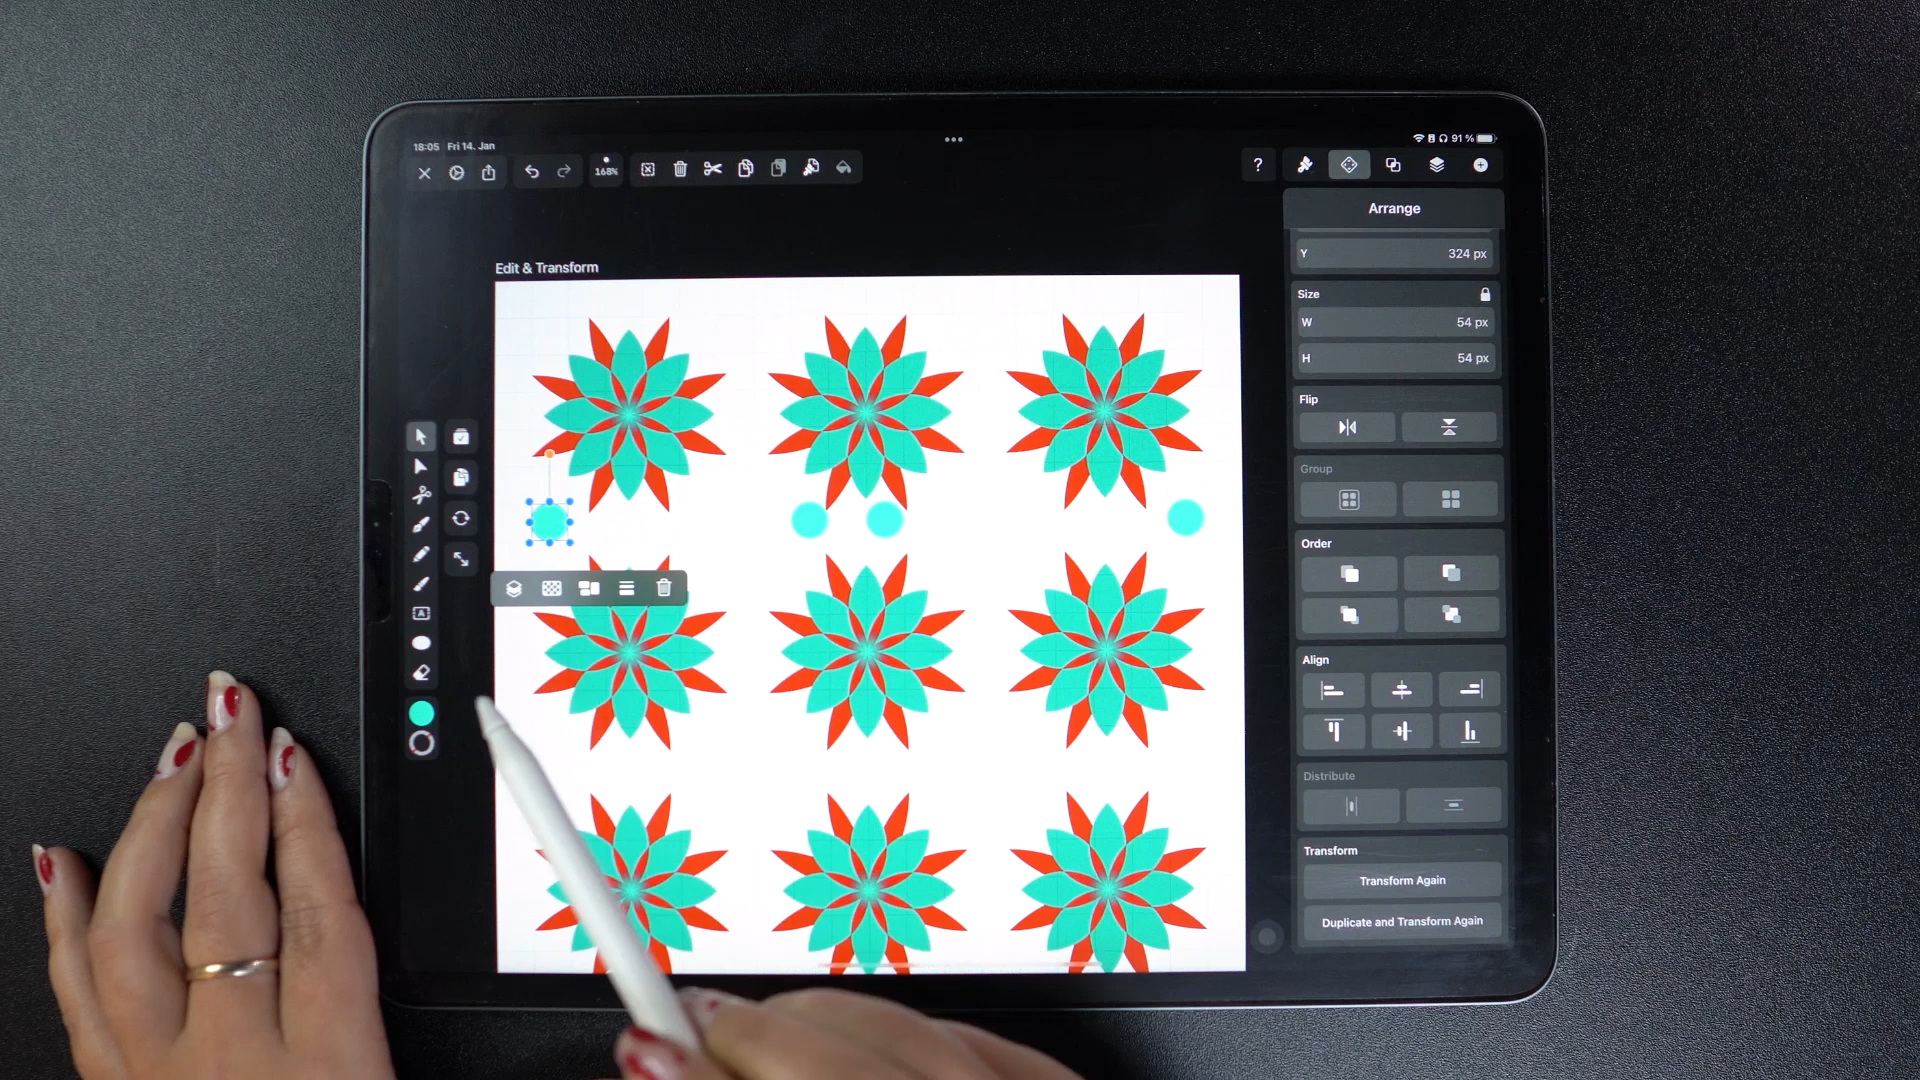 18:05 Fri 14. Jan
91 %
168%
?
Arrange
Edit & Transform
Y 324 px
Size
W 54 px
H 54 px
Flip
Group
Order
A
Align
Distribute
Transform
Transform Again
Duplicate and Transform Again